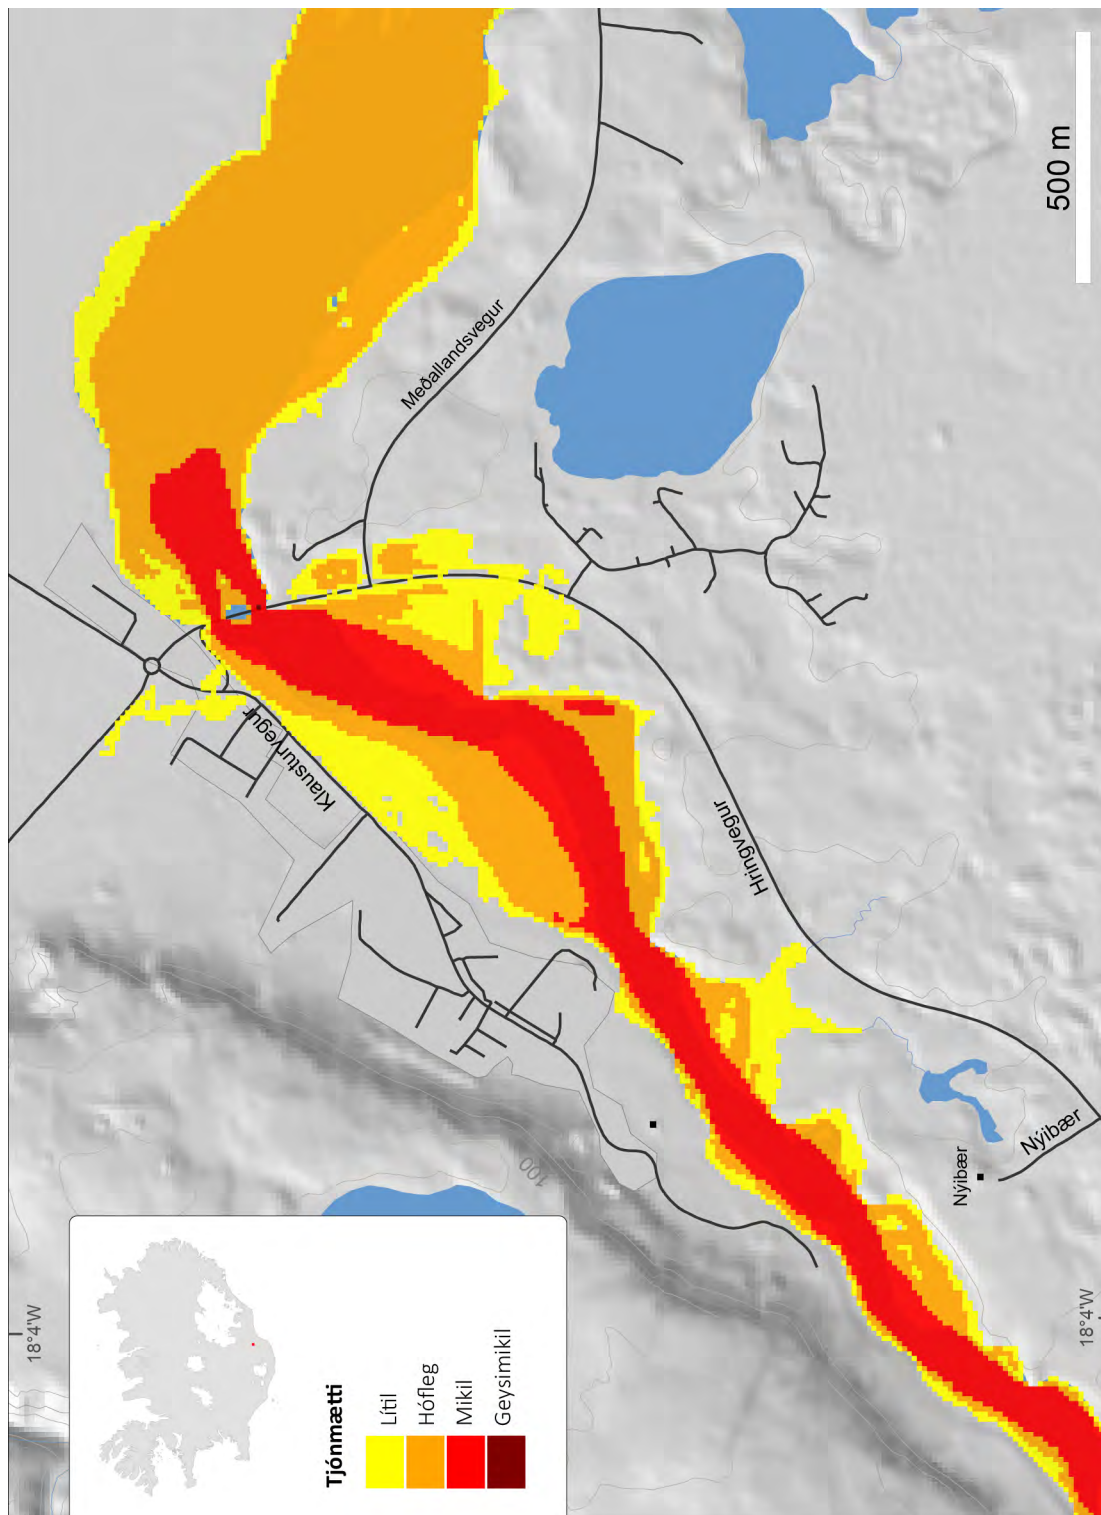 500 m
Meðallandsvegur
Klausturvegur
Hringvegur
100
Nýibær
Nýibær
18°4'W
18°4'W
Tjónmætti
Lítil
Hófleg
Mikil
Geysimikil